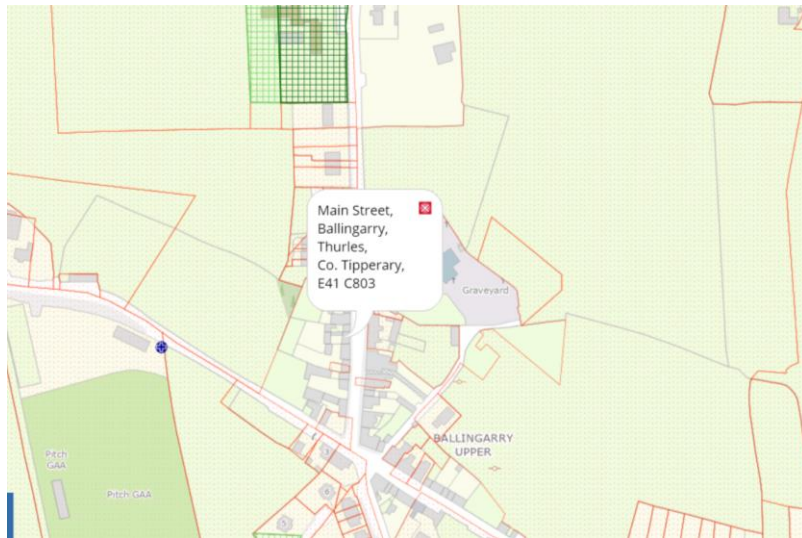 Main Street,
Ballingarry,
Thurles,
Co. Tipperary,
E41 C803
Graveyard
BALLINGARRY
UPPER
Pitch
GAA
Pitch GAA